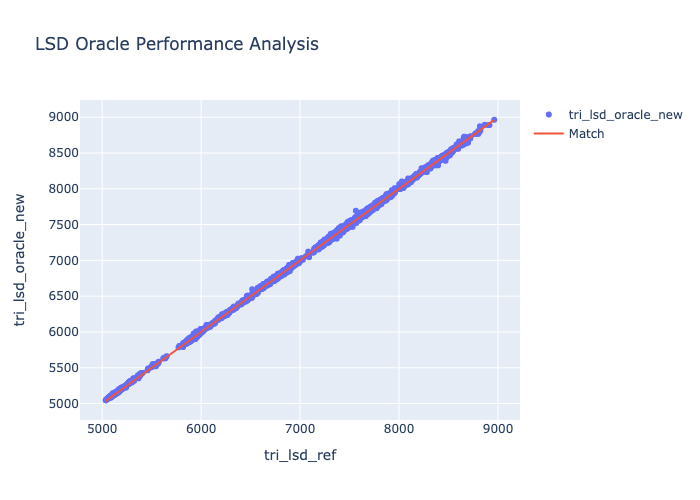 LSD Oracle Performance Analysis
tri_lsd_oracle_new
Match
9000
8500
8000
7500
7000
6500
6000
5500
5000
tri_lsd_oracle_new
5000 6000 7000 8000 9000
tri_lsd_ref